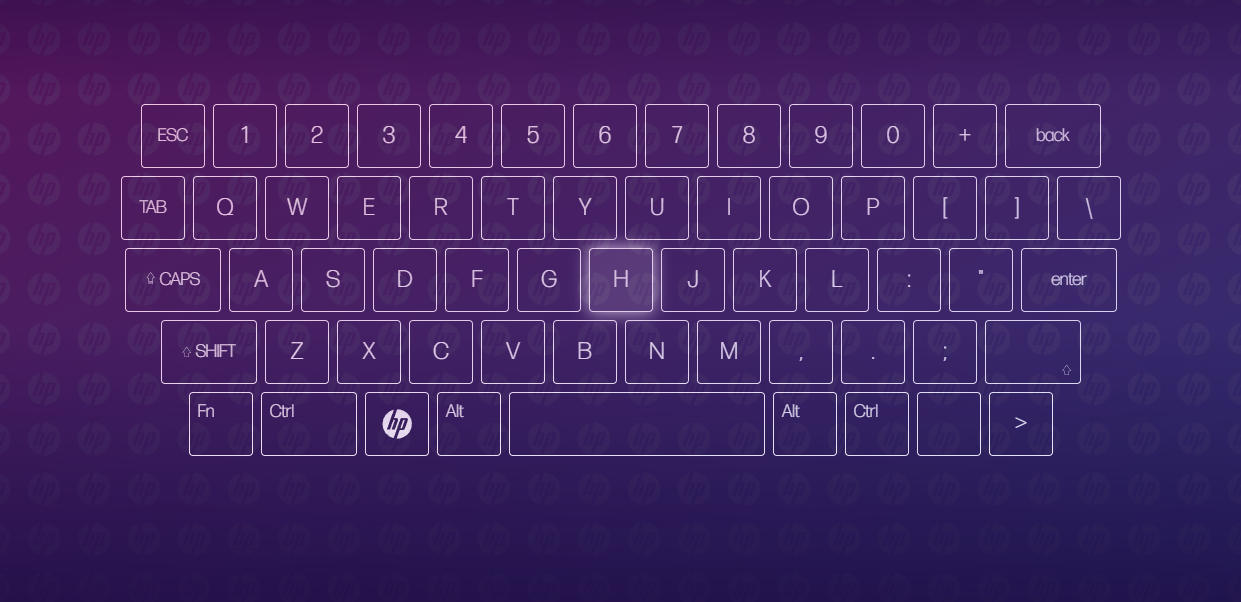 ESC 1 2 3 4 5 6 7 8 9 0 + back
TAB Q W E R T Y U I O P [ ] \
⇪ CAPS A S D F G H J K L : " enter
⇧ SHIFT Z X C V B N M , . ; ⇧
Fn Ctrl hp Alt Alt Ctrl >